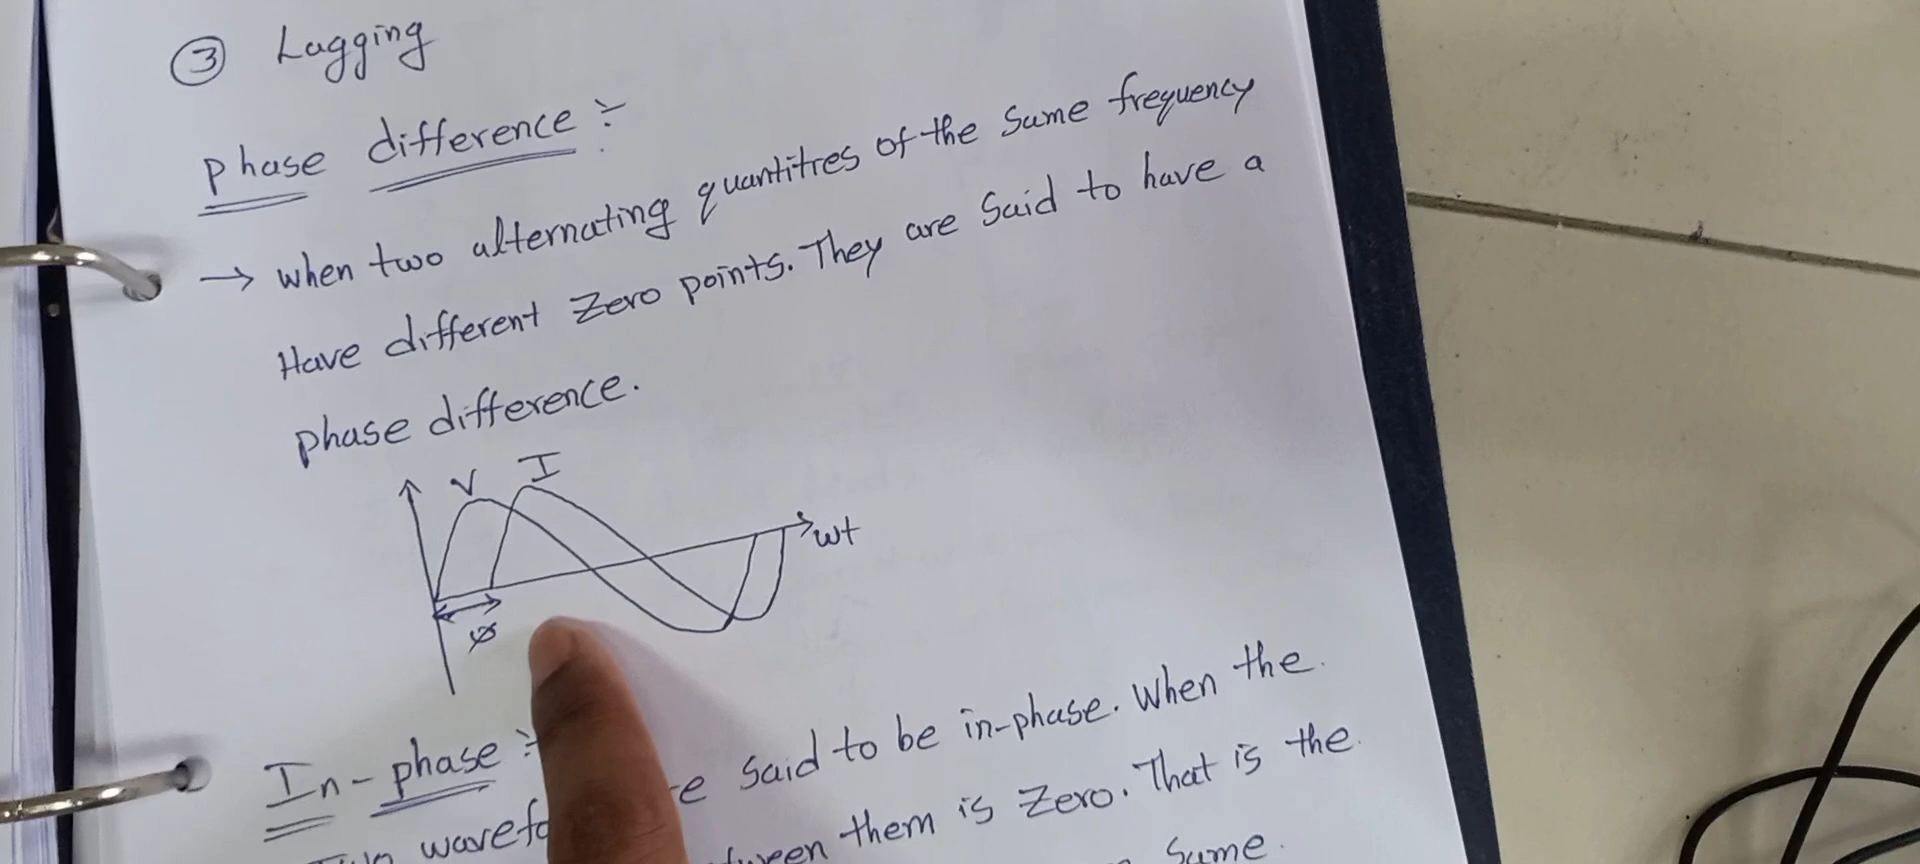 ③ Lagging
phase difference :-
→ when two alternating quantitres of the same frequency
Have different Zero points. They are said to have a
phase difference.
V I
wt
ø
In-phase :-
said to be in-phase. When the
them is Zero. That is the
Same.